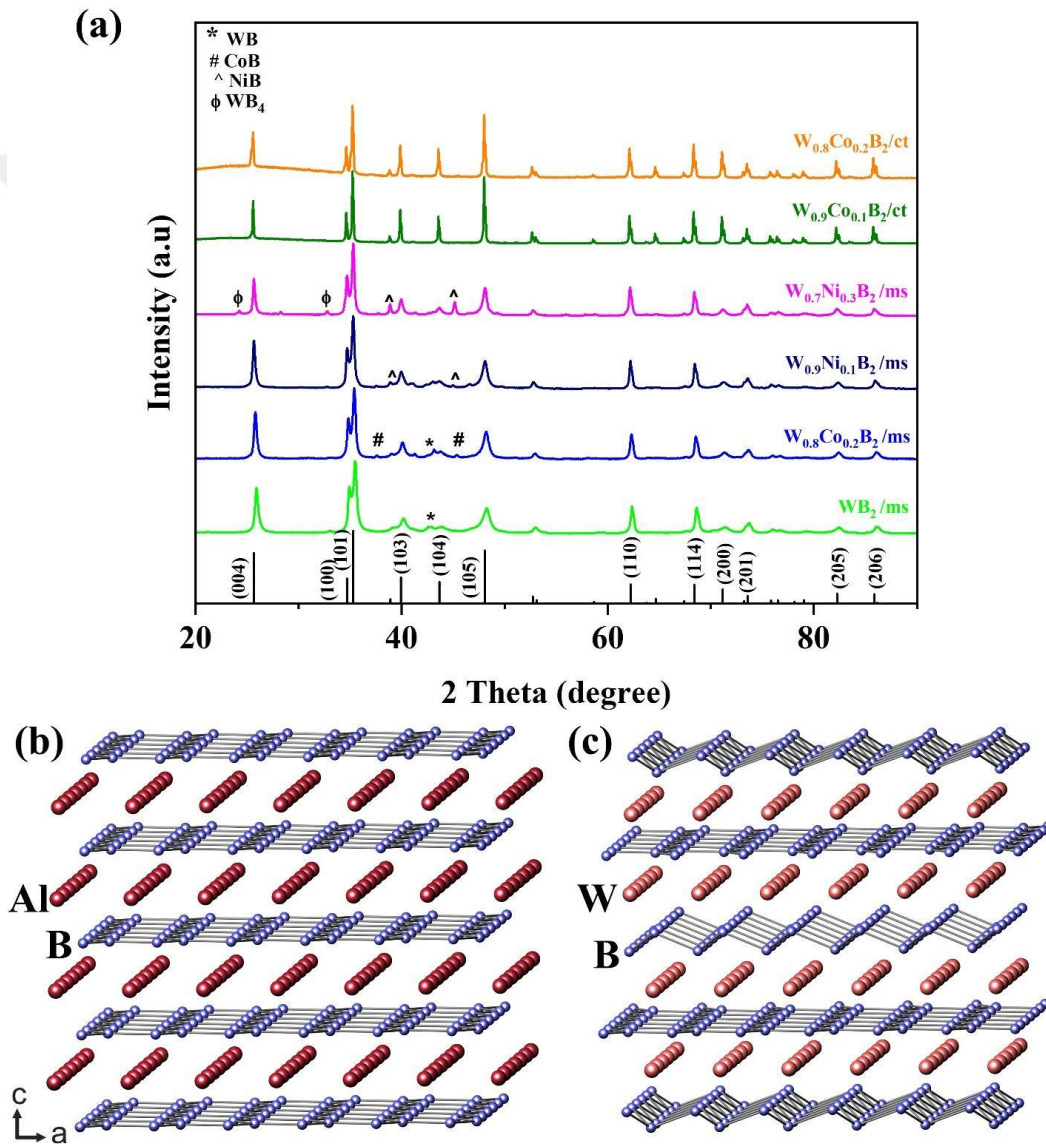 (a)
* WB
# CoB
^ NiB
ϕ WB₄
W₀.₈Co₀.₂B₂/ct
W₀.₉Co₀.₁B₂/ct
ϕ ϕ ^ ^ W₀.₇Ni₀.₃B₂/ms
^ ^ W₀.₉Ni₀.₁B₂/ms
# * # W₀.₈Co₀.₂B₂/ms
* WB₂/ms
(004) (100) (101) (103) (104) (105) (110) (114) (200) (201) (205) (206)
Intensity (a.u)
20 40 60 80
2 Theta (degree)
(b) (c)
Al W
B B
c
a